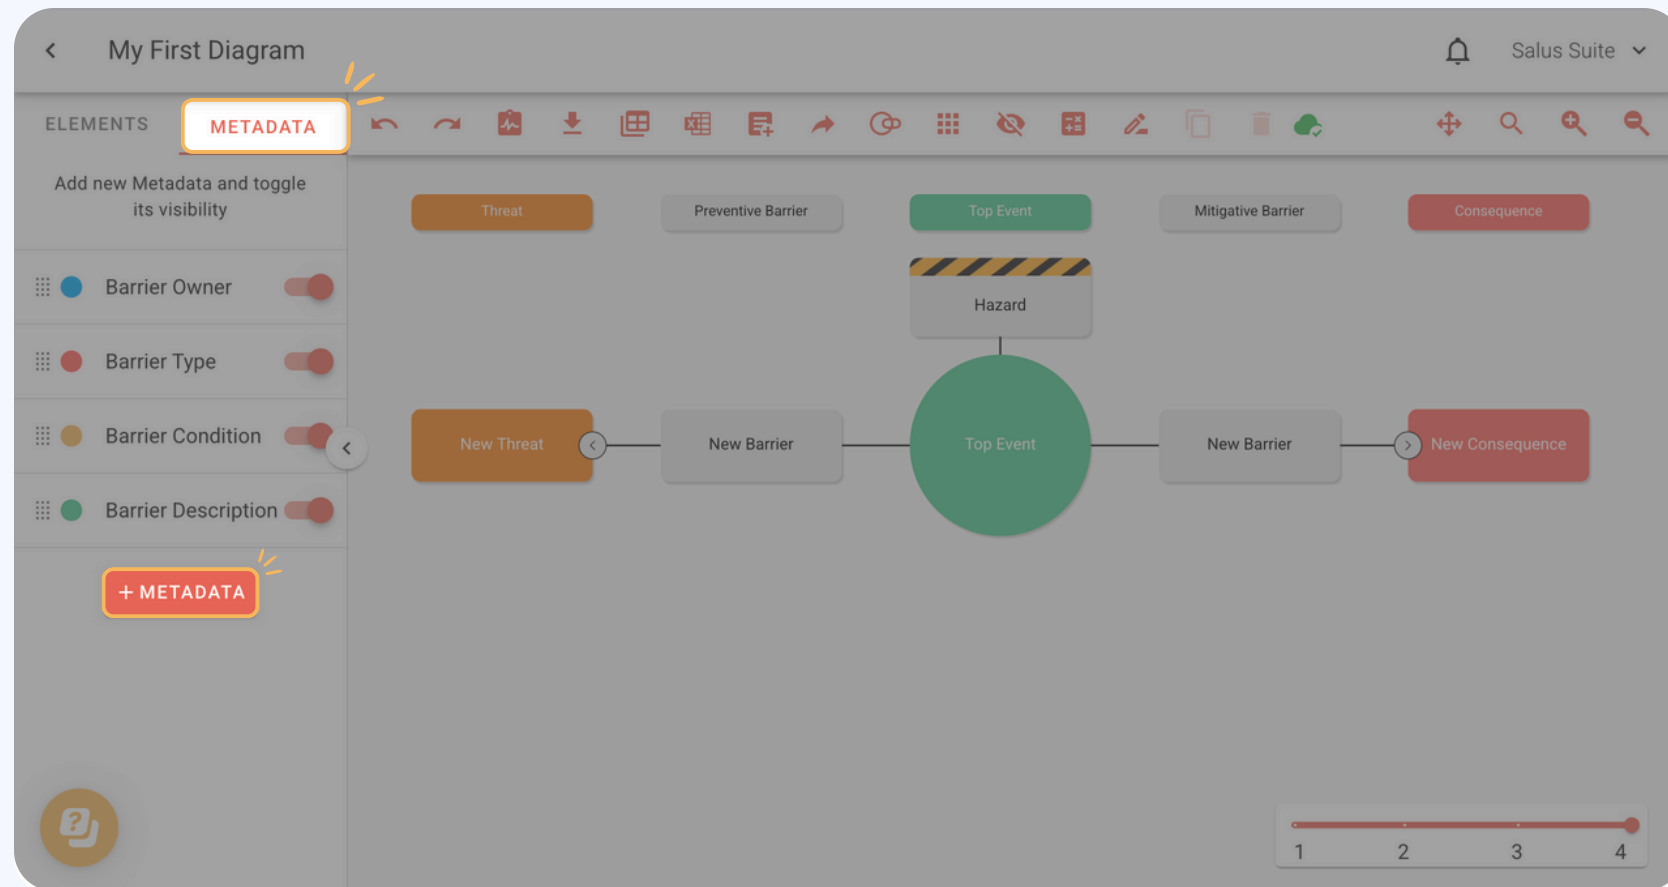 My First Diagram
Salus Suite
ELEMENTS
METADATA
Add new Metadata and toggle
its visibility
Barrier Owner
Barrier Type
Barrier Condition
Barrier Description
+ METADATA
Threat
Preventive Barrier
Top Event
Mitigative Barrier
Consequence
Hazard
New Threat
New Barrier
Top Event
New Barrier
New Consequence
1 2 3 4